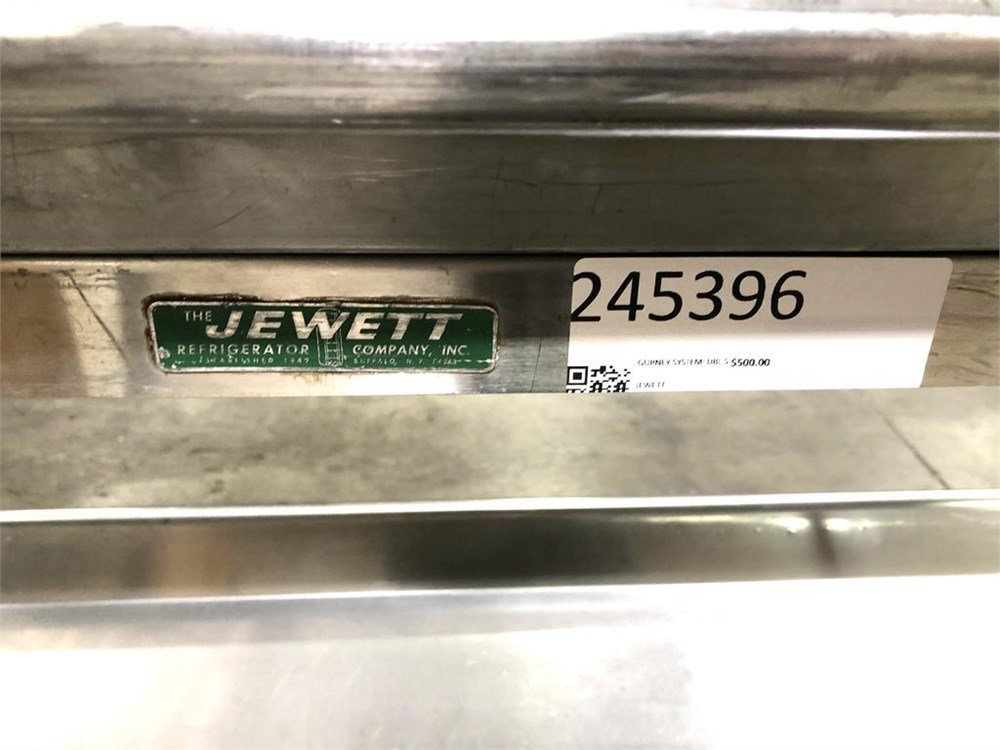 THE JEWETT
REFRIGERATOR COMPANY, INC.
ESTABLISHED 1849 BUFFALO, N.Y.
245396
GURNEY SYSTEM: DBL S $500.00
JEWETT